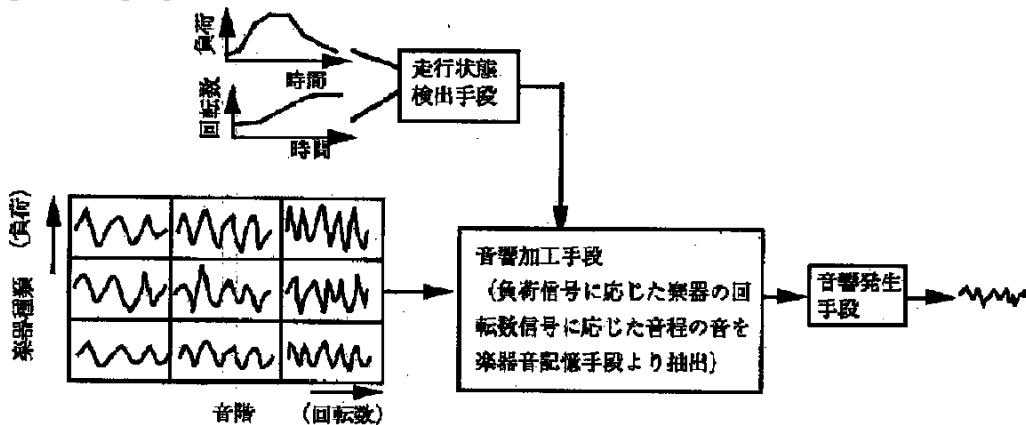 負荷
時間
回転数
時間
走行状態
検出手段
楽器種類 (負荷)
音階 (回転数)
音響加工手段
(負荷信号に応じた楽器の回
転数信号に応じた音程の音を
楽器音記憶手段より抽出)
音響発生
手段